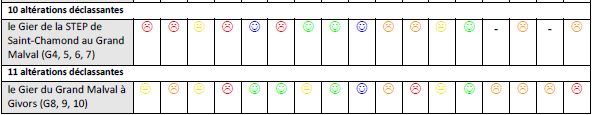 10 altérations déclassantes
le Gier de la STEP de
Saint-Chamond au Grand
Malval (G4, 5, 6, 7)
- -
11 altérations déclassantes
le Gier du Grand Malval à
Givors (G8, 9, 10)